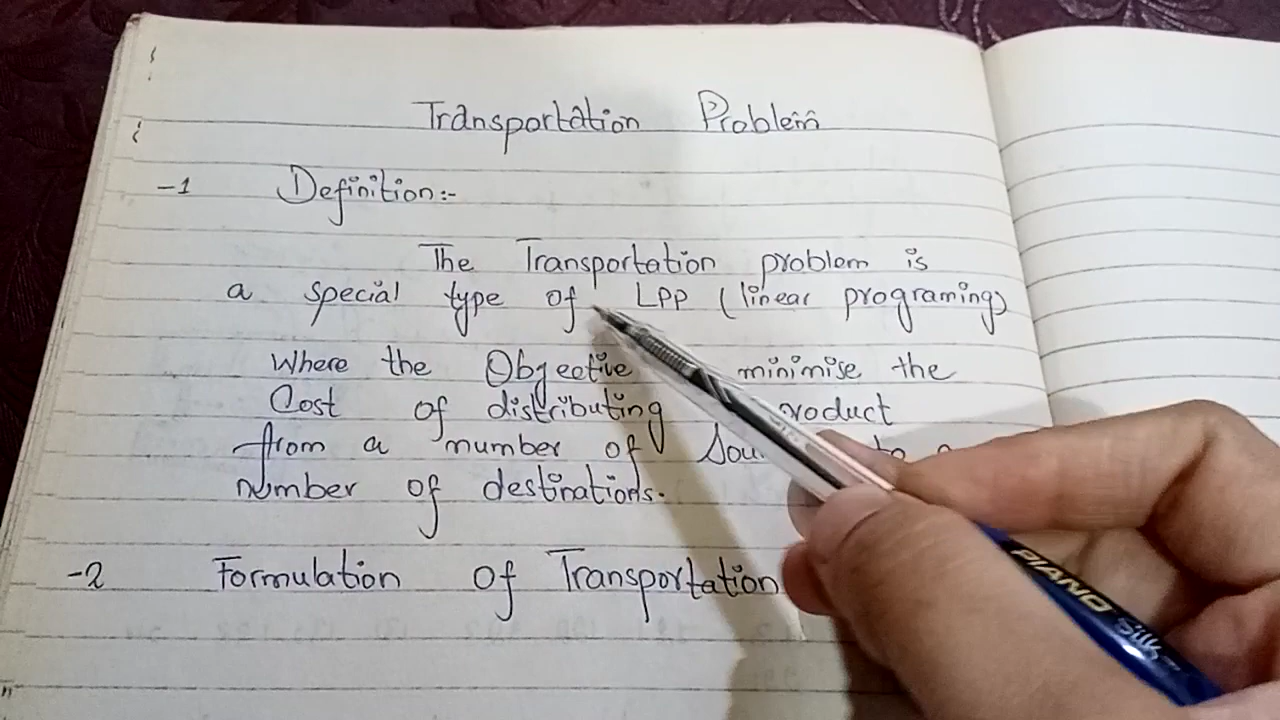 Transportation Problem
-1 Definition:-
The Transportation problem is
a special type of LPP (linear programing)
Where the Objective minimise the
Cost of distributing product
from a number of to a
number of destinations.
-2 Formulation of Transportation
PIANO Silk